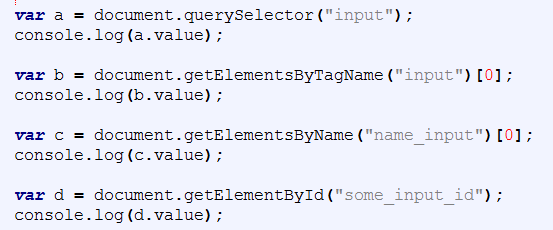 var a = document.querySelector("input");
console.log(a.value);
var b = document.getElementsByTagName("input")[0];
console.log(b.value);
var c = document.getElementsByName("name_input")[0];
console.log(c.value);
var d = document.getElementById("some_input_id");
console.log(d.value);